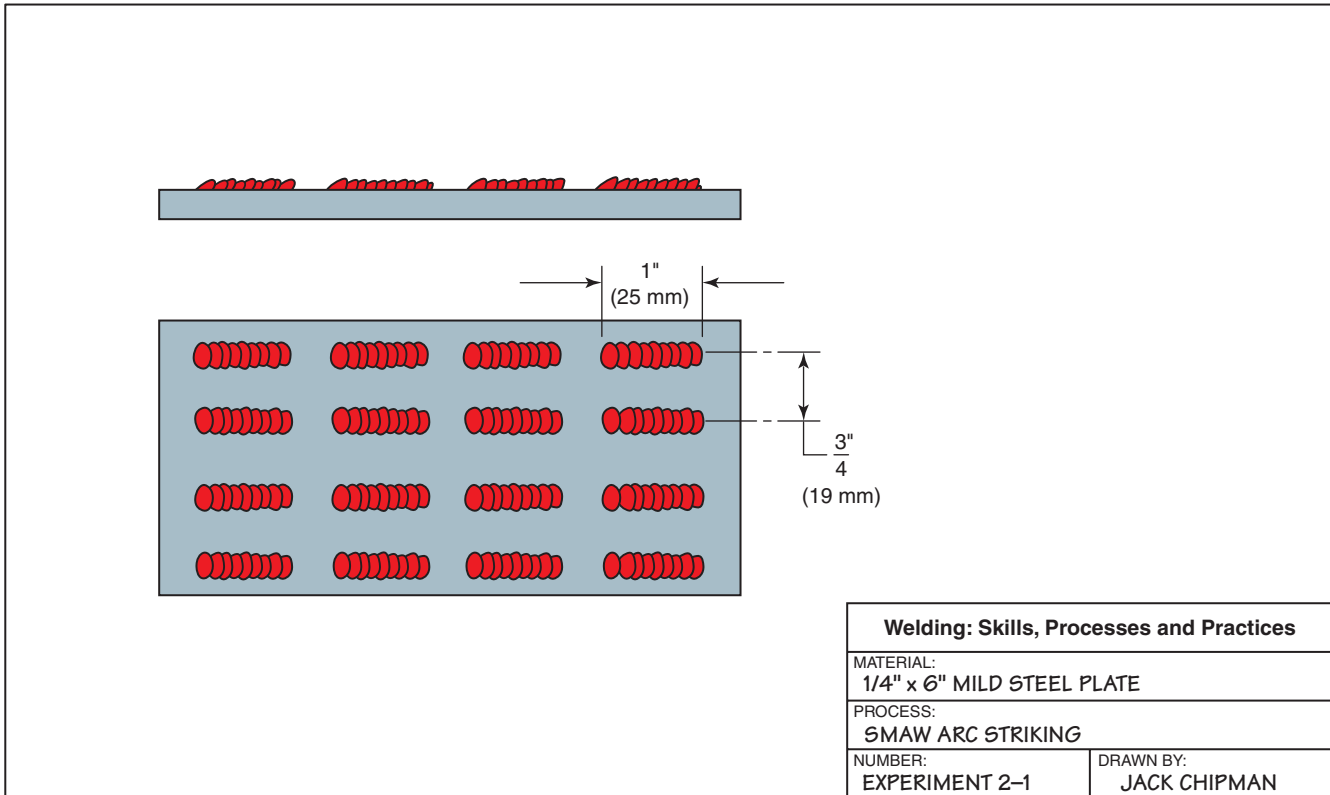 1"
(25 mm)
3"
4
(19 mm)
Welding: Skills, Processes and Practices
MATERIAL:
1/4" x 6" MILD STEEL PLATE
PROCESS:
SMAW ARC STRIKING
NUMBER:
EXPERIMENT 2–1
DRAWN BY:
JACK CHIPMAN